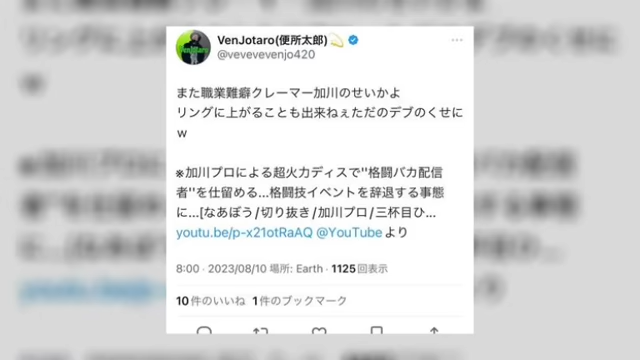 VenJotaro(便所太郎)💫
@vevevevenjo420
また職業難癖クレーマー加川のせいかよ
リングに上がることも出来ねぇただのデブのくせに
w
※加川プロによる超火力ディスで"格闘バカ配信
者"を仕留める...格闘技イベントを辞退する事態
に...[なあぼう/切り抜き/加川プロ/三杯目ひ...
youtu.be/p-x21otRaAQ @YouTubeより
8:00 · 2023/08/10 場所: Earth · 1125回表示
10件のいいね 1件のブックマーク